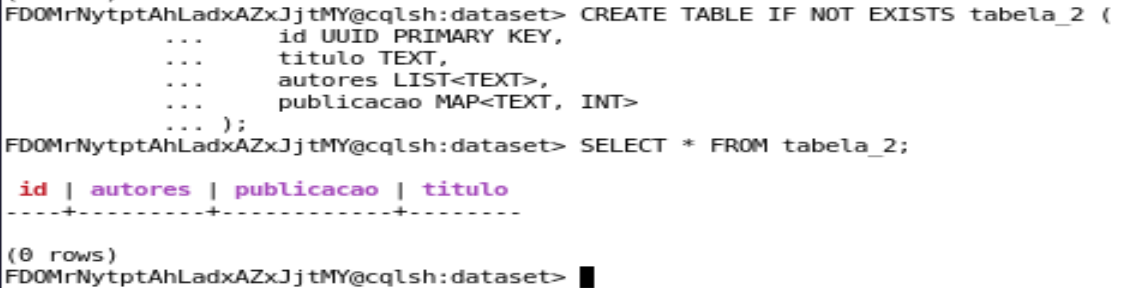 FDOMrNytptAhLadxAZxJjtMY@cqlsh:dataset> CREATE TABLE IF NOT EXISTS tabela_2 (
            ...     id UUID PRIMARY KEY,
            ...     titulo TEXT,
            ...     autores LIST<TEXT>,
            ...     publicacao MAP<TEXT, INT>
            ... );
FDOMrNytptAhLadxAZxJjtMY@cqlsh:dataset> SELECT * FROM tabela_2;
 id | autores | publicacao | titulo
----+---------+------------+--------
(0 rows)
FDOMrNytptAhLadxAZxJjtMY@cqlsh:dataset>